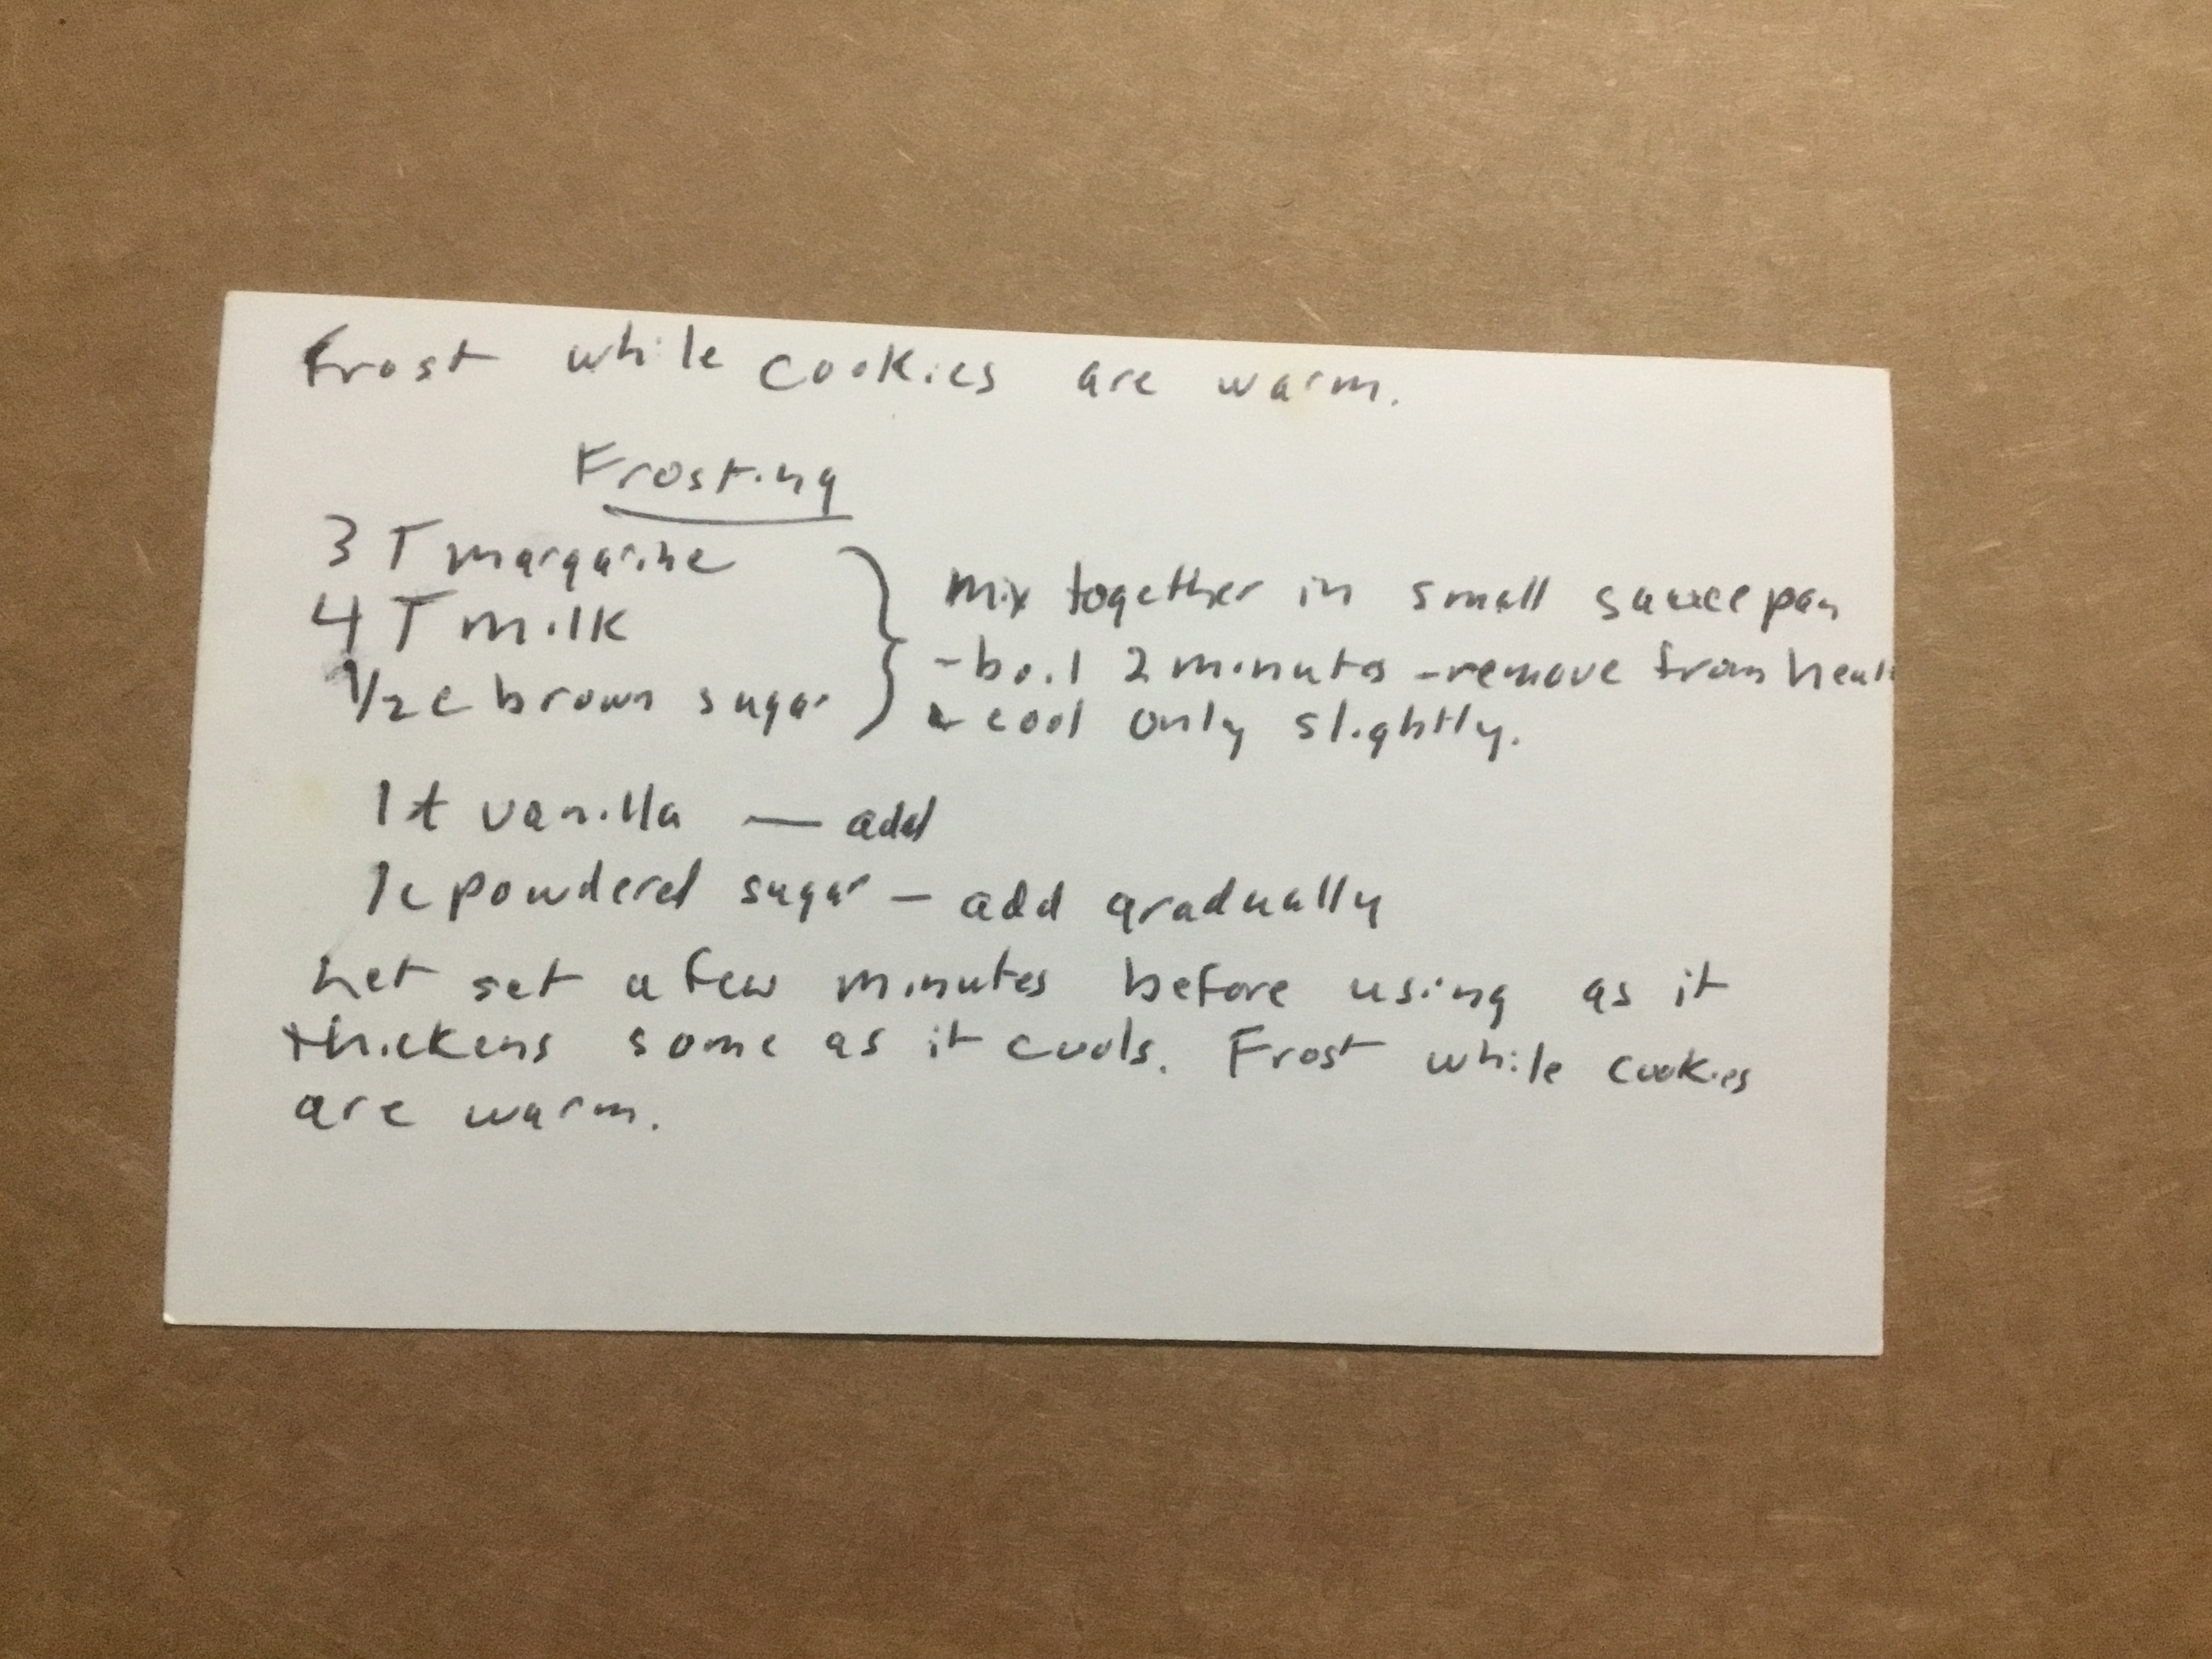 Frost while cookies are warm.
Frosting
3 T margarine
4 T milk
1/2 c brown sugar
} mix together in small saucepan
- boil 2 minutes - remove from heat
& cool only slightly.
1 t vanilla — add
1 c powdered sugar — add gradually
Let set a few minutes before using as it
thickens some as it cools. Frost while cookies
are warm.